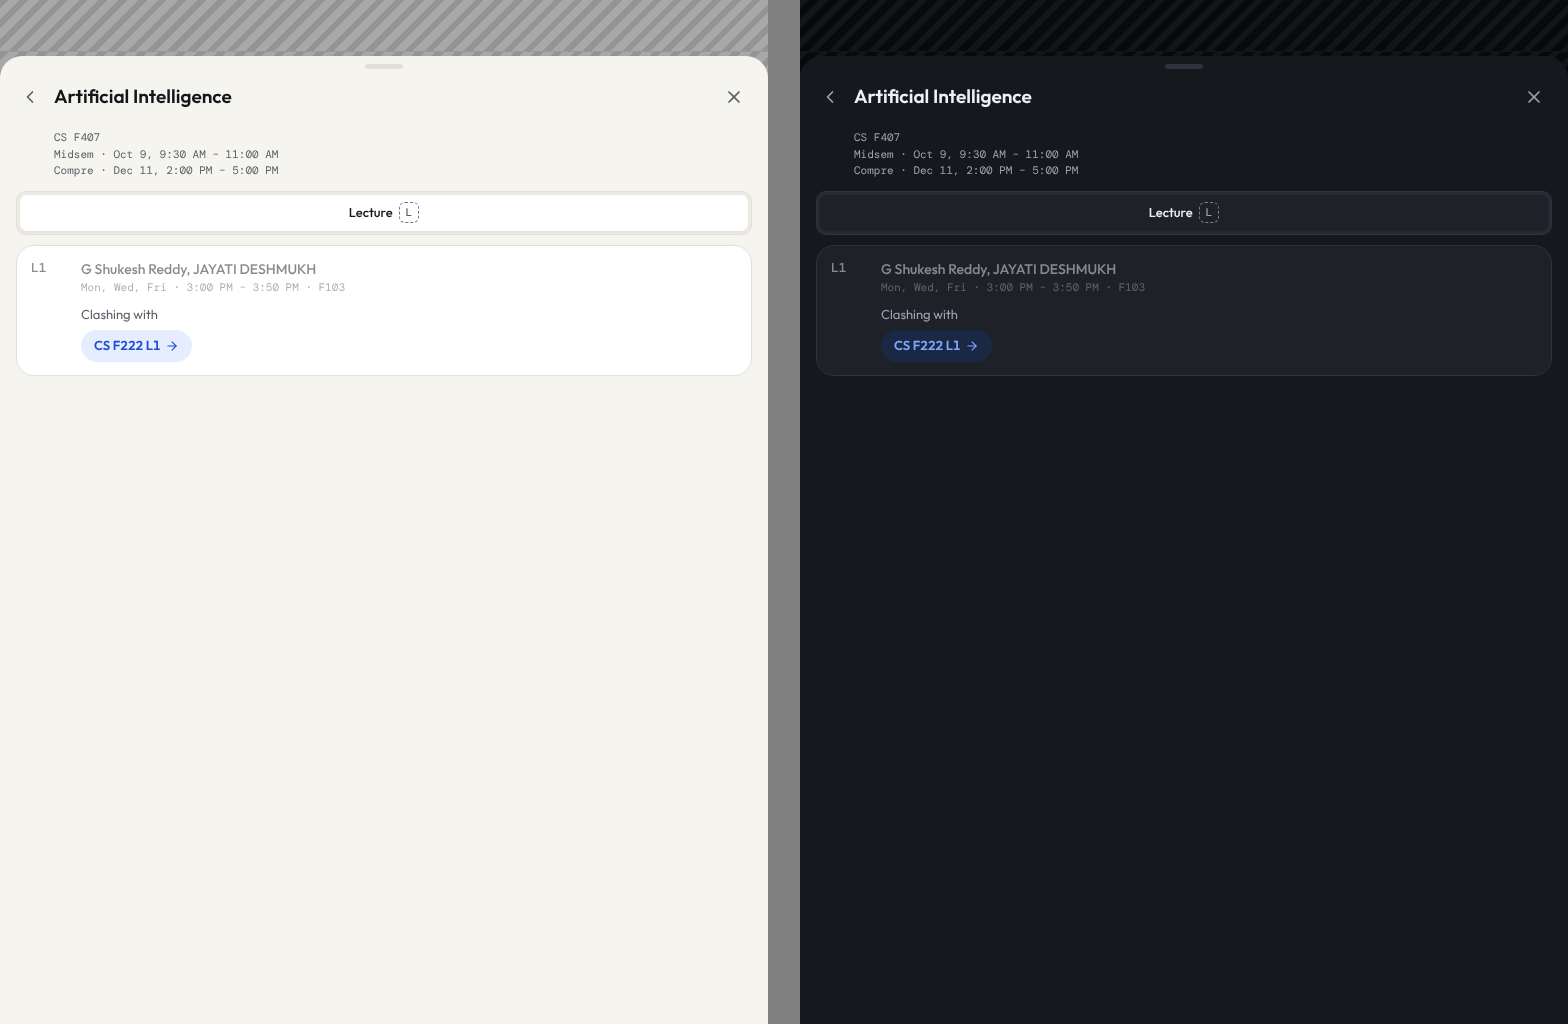 Artificial Intelligence
CS F407
Midsem · Oct 9, 9:30 AM – 11:00 AM
Compre · Dec 11, 2:00 PM – 5:00 PM
Lecture L
L1
G Shukesh Reddy, JAYATI DESHMUKH
Mon, Wed, Fri · 3:00 PM – 3:50 PM · F103
Clashing with
CS F222 L1 →
Artificial Intelligence
CS F407
Midsem · Oct 9, 9:30 AM – 11:00 AM
Compre · Dec 11, 2:00 PM – 5:00 PM
Lecture L
L1
G Shukesh Reddy, JAYATI DESHMUKH
Mon, Wed, Fri · 3:00 PM – 3:50 PM · F103
Clashing with
CS F222 L1 →